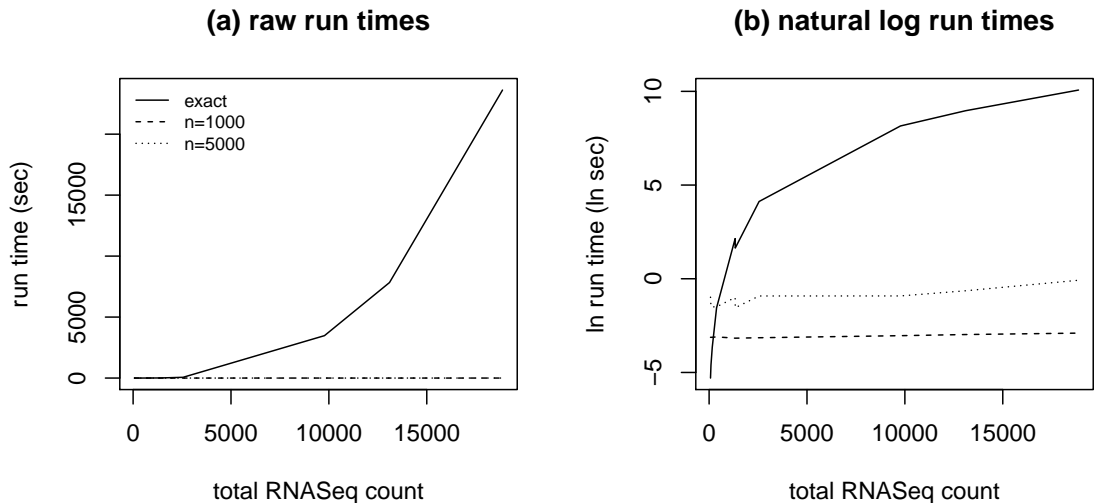 (a) raw run times
exact
n=1000
n=5000
run time (sec)
0
5000
15000
0
5000
10000
15000
total RNASeq count
(b) natural log run times
ln run time (ln sec)
−5
0
5
10
0
5000
10000
15000
total RNASeq count